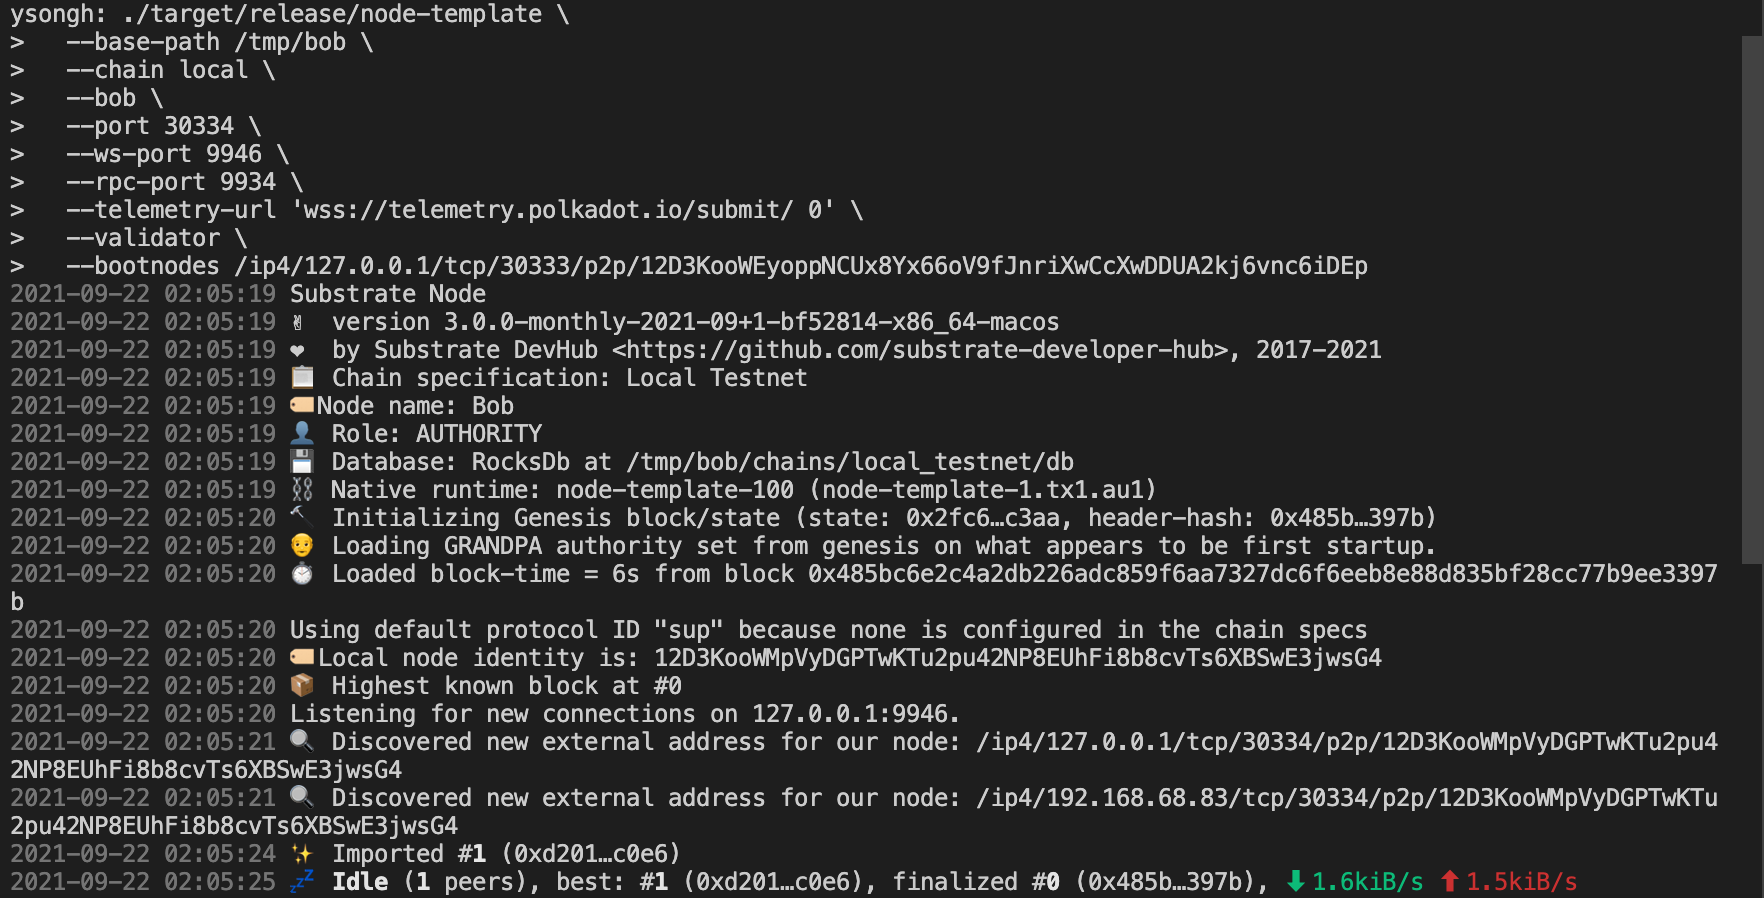 ysongh: ./target/release/node-template \
>   --base-path /tmp/bob \
>   --chain local \
>   --bob \
>   --port 30334 \
>   --ws-port 9946 \
>   --rpc-port 9934 \
>   --telemetry-url 'wss://telemetry.polkadot.io/submit/ 0' \
>   --validator \
>   --bootnodes /ip4/127.0.0.1/tcp/30333/p2p/12D3KooWEyoppNCUx8Yx66oV9fJnriXwCcXwDDUA2kj6vnc6iDEp
2021-09-22 02:05:19 Substrate Node
2021-09-22 02:05:19 ✌️  version 3.0.0-monthly-2021-09+1-bf52814-x86_64-macos
2021-09-22 02:05:19 ❤️  by Substrate DevHub <https://github.com/substrate-developer-hub>, 2017-2021
2021-09-22 02:05:19 📋 Chain specification: Local Testnet
2021-09-22 02:05:19 🏷 Node name: Bob
2021-09-22 02:05:19 👤 Role: AUTHORITY
2021-09-22 02:05:19 💾 Database: RocksDb at /tmp/bob/chains/local_testnet/db
2021-09-22 02:05:19 ⛓  Native runtime: node-template-100 (node-template-1.tx1.au1)
2021-09-22 02:05:20 🔨 Initializing Genesis block/state (state: 0x2fc6…c3aa, header-hash: 0x485b…397b)
2021-09-22 02:05:20 👴 Loading GRANDPA authority set from genesis on what appears to be first startup.
2021-09-22 02:05:20 ⏱  Loaded block-time = 6s from block 0x485bc6e2c4a2db226adc859f6aa7327dc6f6eeb8e88d835bf28cc77b9ee3397
b
2021-09-22 02:05:20 Using default protocol ID "sup" because none is configured in the chain specs
2021-09-22 02:05:20 🏷 Local node identity is: 12D3KooWMpVyDGPTwKTu2pu42NP8EUhFi8b8cvTs6XBSwE3jwsG4
2021-09-22 02:05:20 📦 Highest known block at #0
2021-09-22 02:05:20 Listening for new connections on 127.0.0.1:9946.
2021-09-22 02:05:21 🔍 Discovered new external address for our node: /ip4/127.0.0.1/tcp/30334/p2p/12D3KooWMpVyDGPTwKTu2pu4
2NP8EUhFi8b8cvTs6XBSwE3jwsG4
2021-09-22 02:05:21 🔍 Discovered new external address for our node: /ip4/192.168.68.83/tcp/30334/p2p/12D3KooWMpVyDGPTwKTu
2pu42NP8EUhFi8b8cvTs6XBSwE3jwsG4
2021-09-22 02:05:24 ✨ Imported #1 (0xd201…c0e6)
2021-09-22 02:05:25 💤 Idle (1 peers), best: #1 (0xd201…c0e6), finalized #0 (0x485b…397b), ⬇ 1.6kiB/s ⬆ 1.5kiB/s